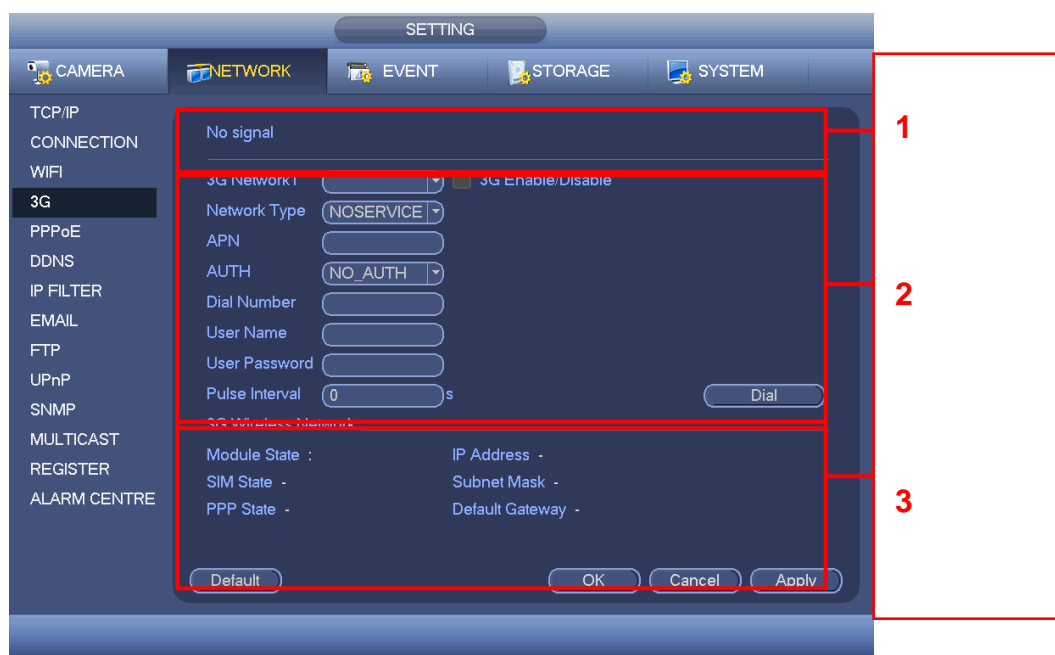 SETTING
CAMERA NETWORK EVENT STORAGE SYSTEM
TCP/IP
CONNECTION
WIFI
3G
PPPoE
DDNS
IP FILTER
EMAIL
FTP
UPnP
SNMP
MULTICAST
REGISTER
ALARM CENTRE
No signal
1
3G Network1 3G Enable/Disable
Network Type NOSERVICE
APN
AUTH NO_AUTH
2
Dial Number
User Name
User Password
Pulse Interval 0 s Dial
3G Wireless Network
Module State : IP Address -
SIM State - Subnet Mask -
PPP State - Default Gateway -
3
Default OK Cancel Apply